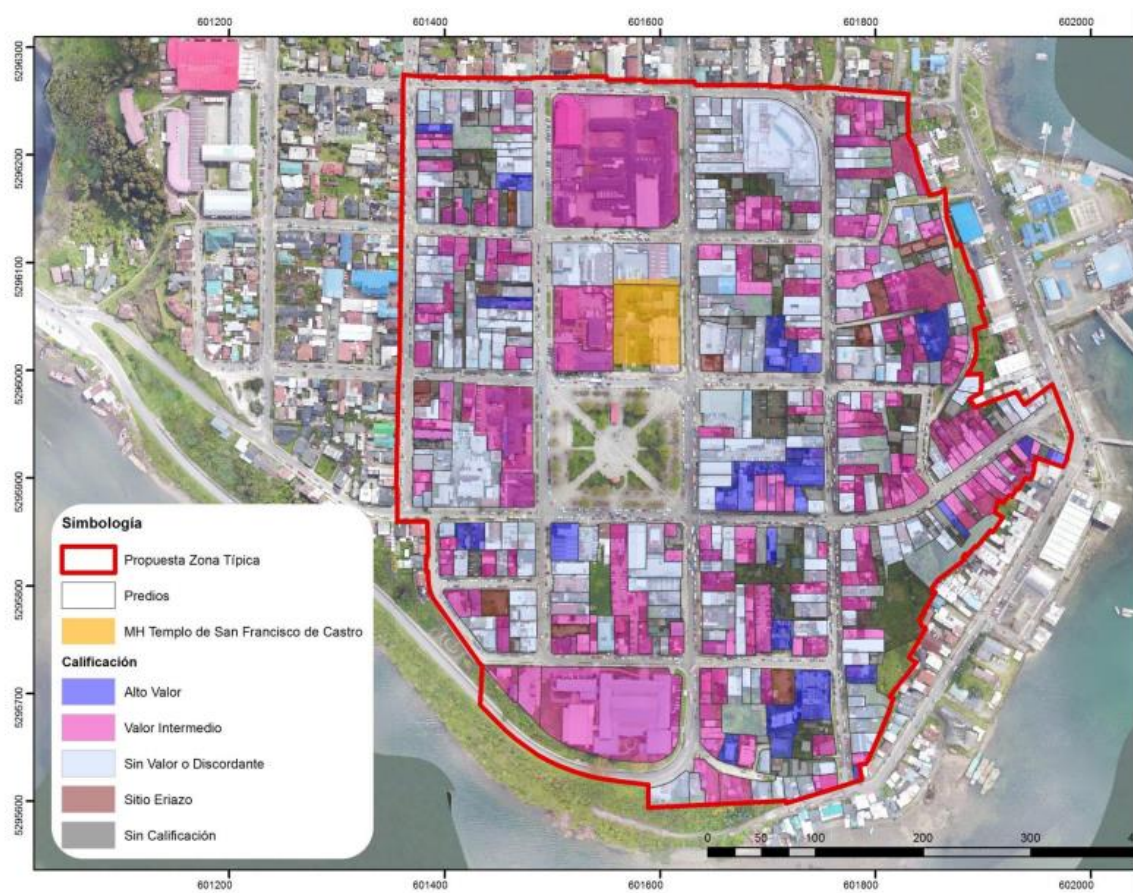 601200 601400 601600 601800 602000
5296300
5296200
5296100
5296000
5295900
5295800
5295700
5295600
Simbología
Propuesta Zona Típica
Predios
MH Templo de San Francisco de Castro
Calificación
Alto Valor
Valor Intermedio
Sin Valor o Discordante
Sitio Eriazo
Sin Calificación
0 50 100 200 300
601200 601400 601600 601800 602000